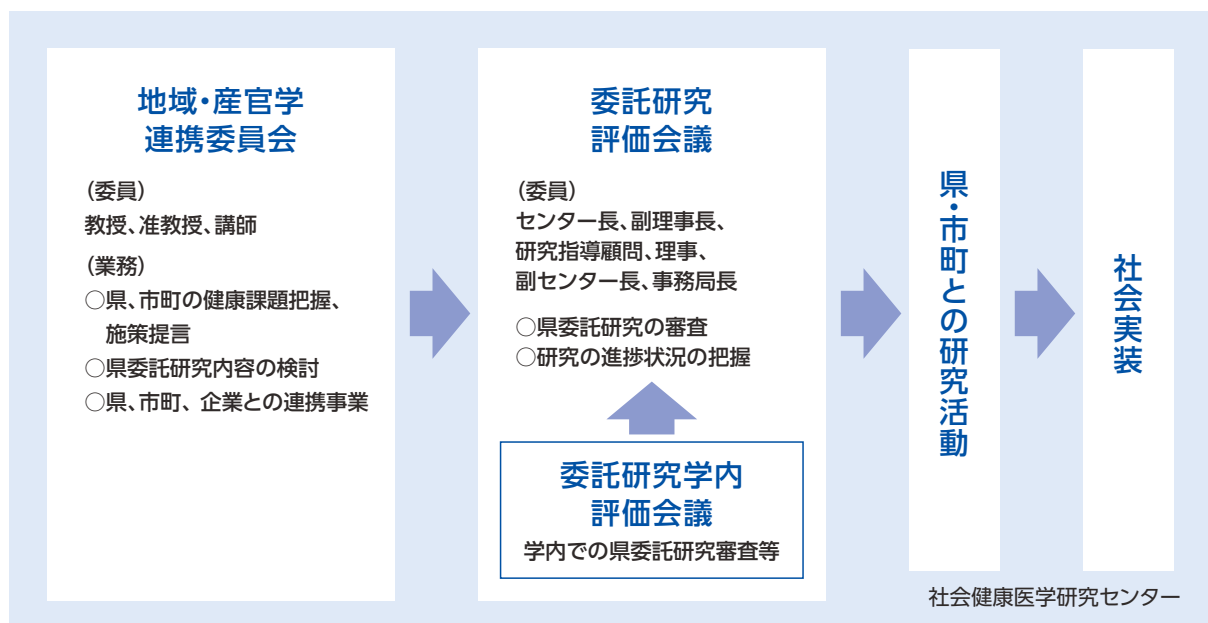 地域・産官学
連携委員会
(委員)
教授、准教授、講師
(業務)
○県、市町の健康課題把握、
施策提言
○県委託研究内容の検討
○県、市町、企業との連携事業
委託研究
評価会議
(委員)
センター長、副理事長、
研究指導顧問、理事、
副センター長、事務局長
○県委託研究の審査
○研究の進捗状況の把握
委託研究学内
評価会議
学内での県委託研究審査等
県・市町との研究活動
社会実装
社会健康医学研究センター